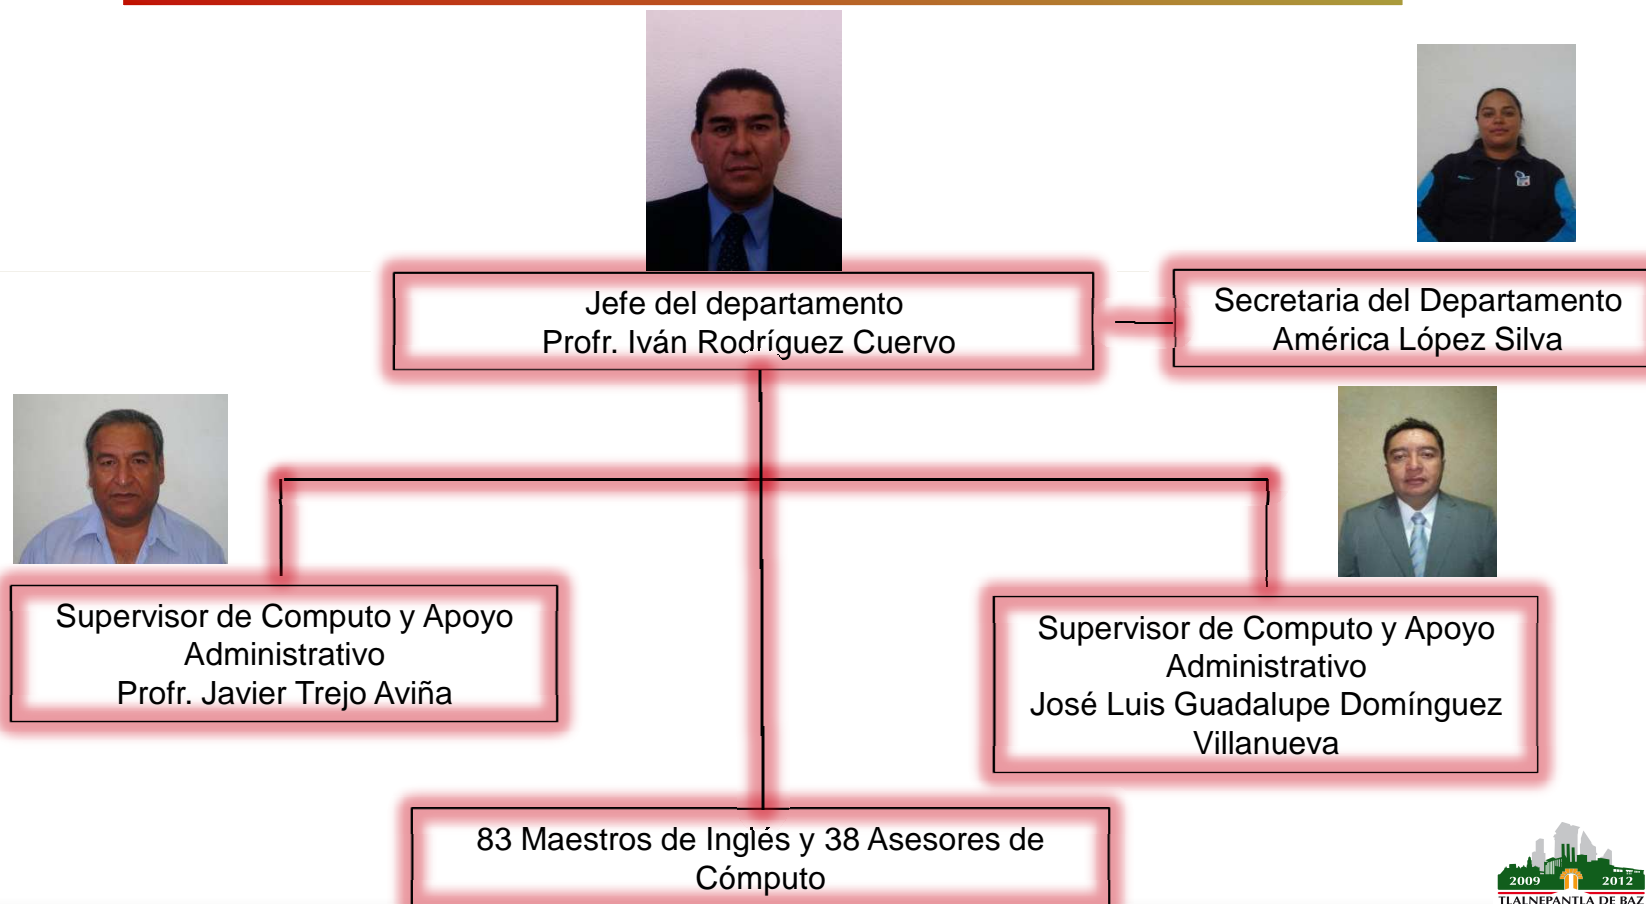 Jefe del departamento
Profr. Iván Rodríguez Cuervo
Secretaria del Departamento
América López Silva
Supervisor de Computo y Apoyo
Administrativo
Profr. Javier Trejo Aviña
Supervisor de Computo y Apoyo
Administrativo
José Luis Guadalupe Domínguez
Villanueva
83 Maestros de Inglés y 38 Asesores de
Cómputo
2009 2012
TLALNEPANTLA DE BAZ